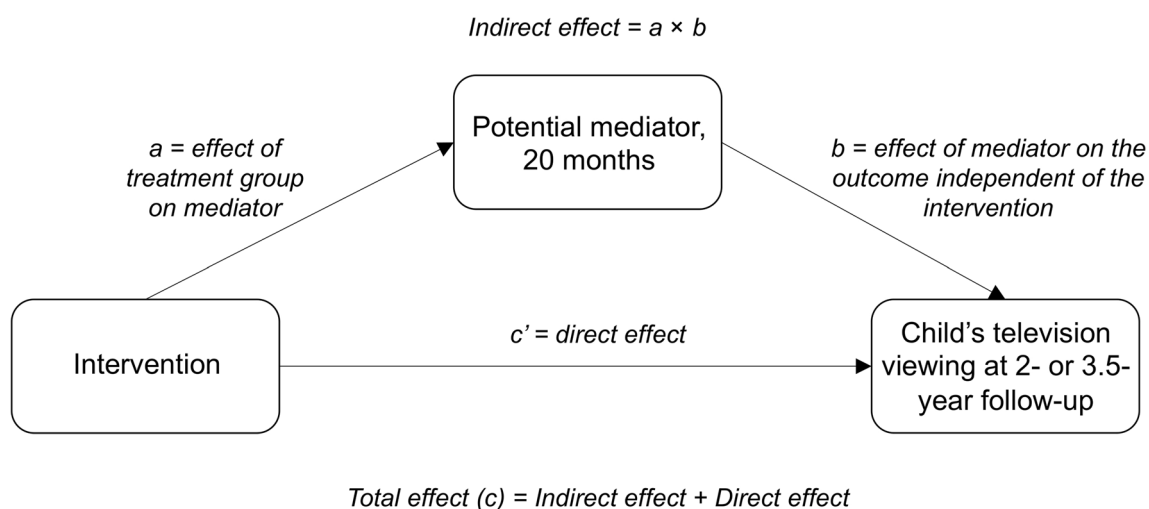 Indirect effect = a × b
Potential mediator,
20 months
a = effect of
treatment group
on mediator
b = effect of mediator on the
outcome independent of the
intervention
Intervention
c’ = direct effect
Child’s television
viewing at 2- or 3.5-
year follow-up
Total effect (c) = Indirect effect + Direct effect